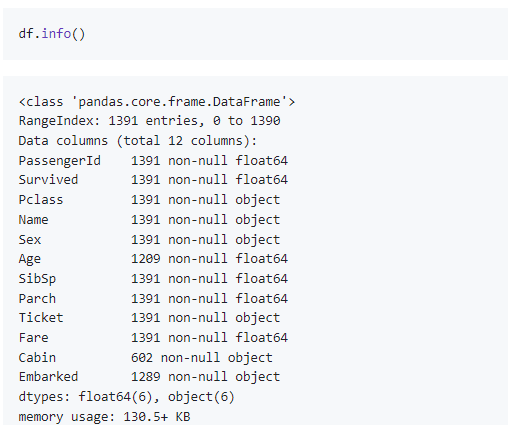 df.info()
<class 'pandas.core.frame.DataFrame'>
RangeIndex: 1391 entries, 0 to 1390
Data columns (total 12 columns):
PassengerId    1391 non-null float64
Survived       1391 non-null float64
Pclass         1391 non-null object
Name           1391 non-null object
Sex            1391 non-null object
Age            1209 non-null float64
SibSp          1391 non-null float64
Parch          1391 non-null float64
Ticket         1391 non-null object
Fare           1391 non-null float64
Cabin          602 non-null object
Embarked       1289 non-null object
dtypes: float64(6), object(6)
memory usage: 130.5+ KB